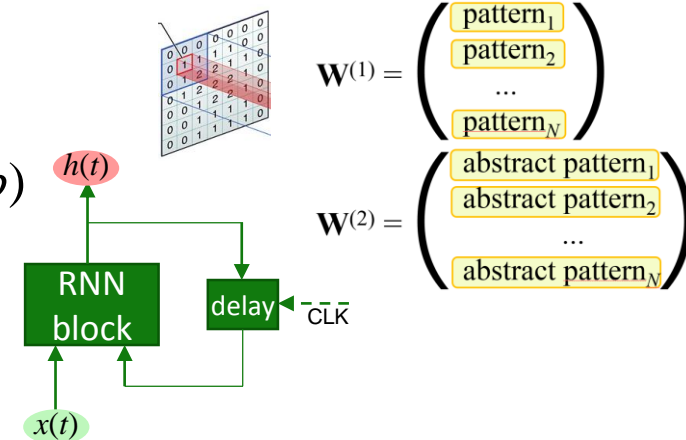 W(1) =
pattern1
pattern2
...
patternN
W(2) =
abstract pattern1
abstract pattern2
...
abstract patternN
h(t)
RNN
block
delay
CLK
x(t)